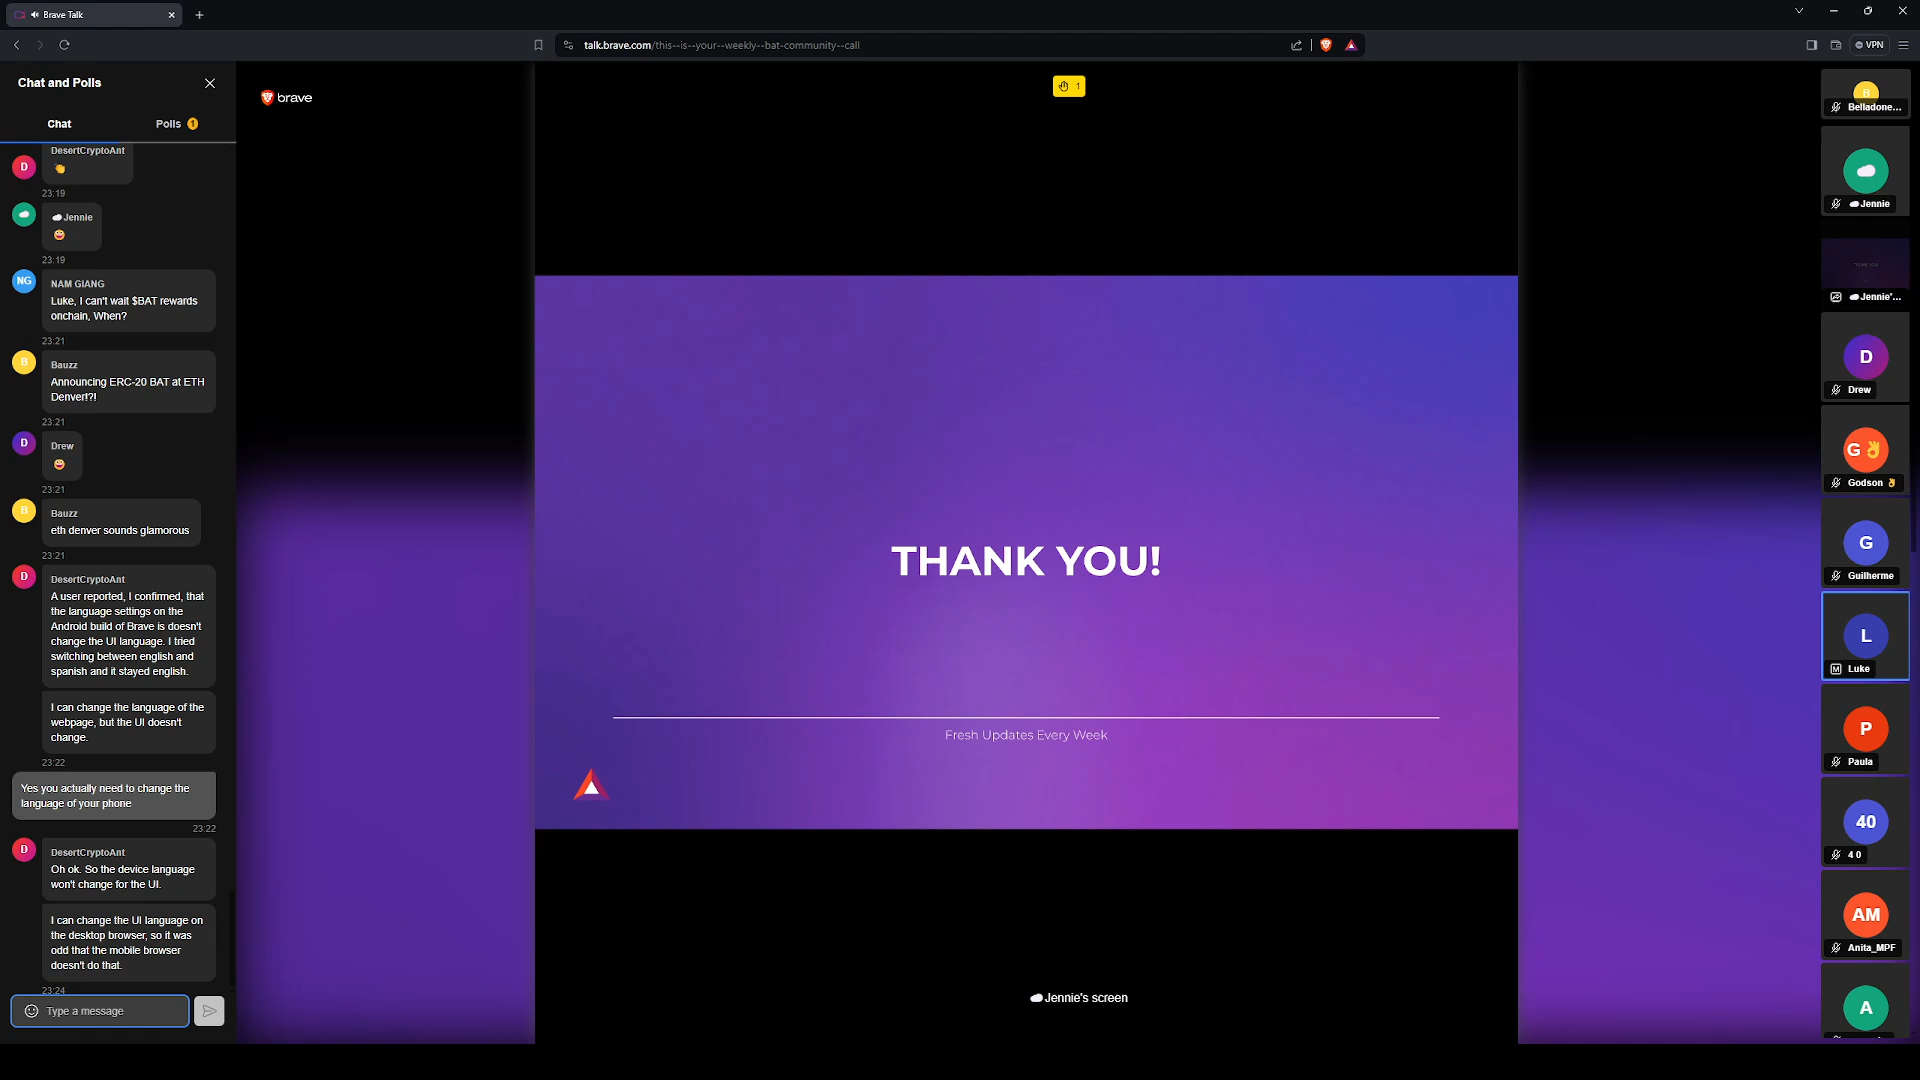 Brave Talk
talk.brave.com/this--is--your--weekly--bat-community--call
VPN
Chat and Polls
Chat
Polls 1
DesertCryptoAnt
D
23:19
Jennie
23:19
NG
NAM GIANG
Luke, I can't wait $BAT rewards
onchain, When?
23:21
B
Bauzz
Announcing ERC-20 BAT at ETH
Denver!?!
23:21
D
Drew
23:21
B
Bauzz
eth denver sounds glamorous
23:21
D
DesertCryptoAnt
A user reported, I confirmed, that
the language settings on the
Android build of Brave is doesn't
change the UI language. I tried
switching between english and
spanish and it stayed english.
I can change the language of the
webpage, but the UI doesn't
change.
23:22
Yes you actually need to change the
language of your phone
23:22
D
DesertCryptoAnt
Oh ok. So the device language
won't change for the UI.
I can change the UI language on
the desktop browser, so it was
odd that the mobile browser
doesn't do that.
23:24
Type a message
brave
1
THANK YOU!
Fresh Updates Every Week
Jennie's screen
B
Belladone...
Jennie
THANK YOU!
Jennie'...
D
Drew
G
Godson
G
Guilherme
L
M Luke
P
Paula
40
4 0
AM
Anita_MPF
A